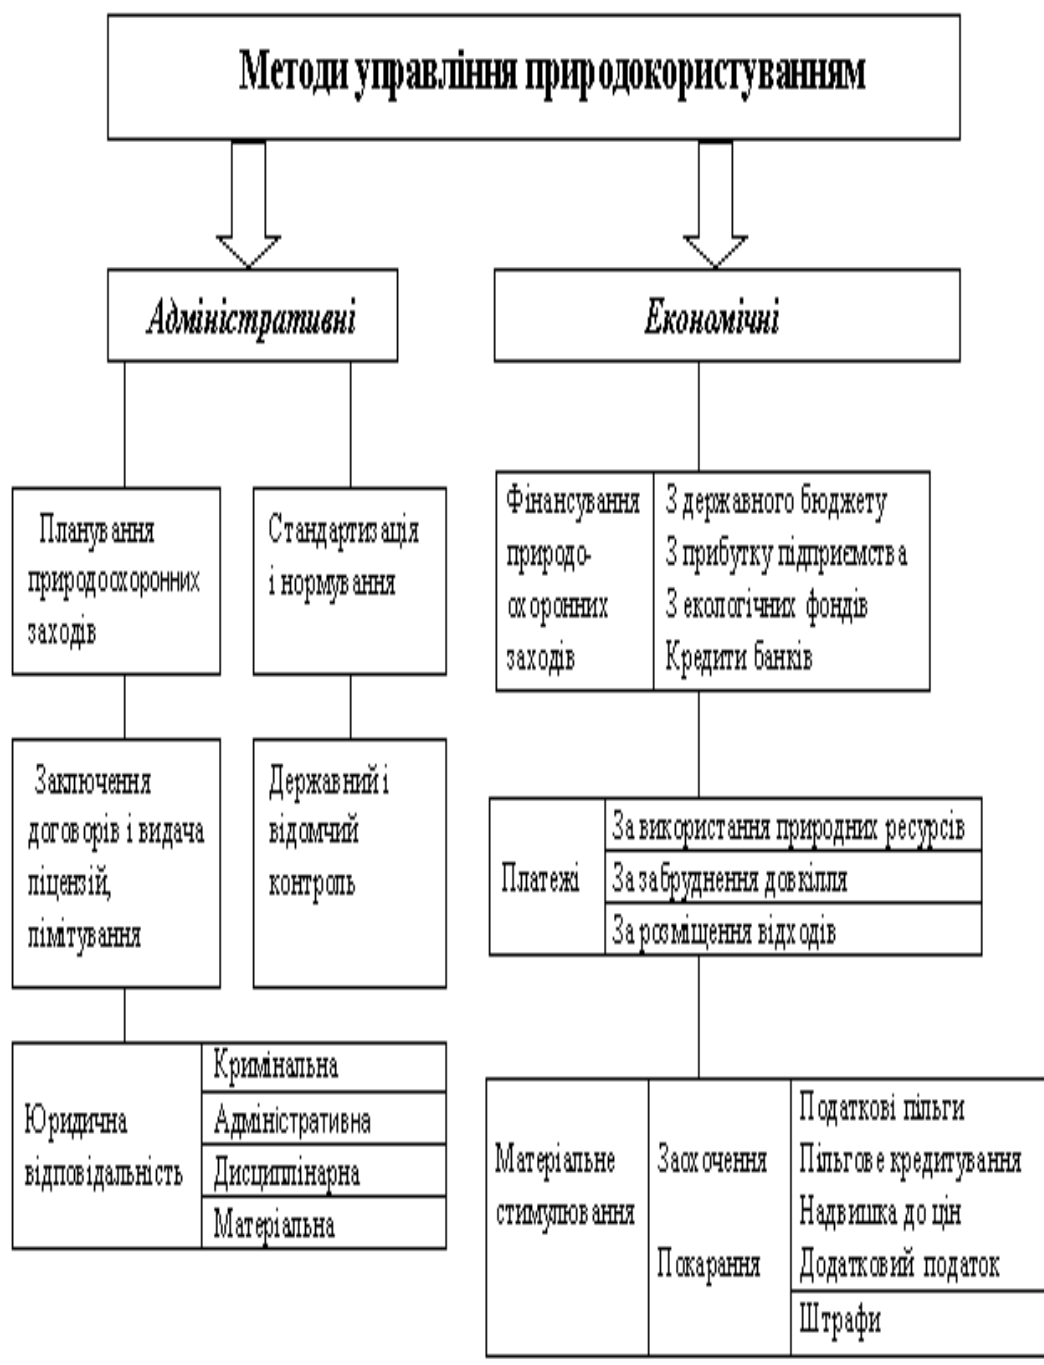 Методи управління природокористуванням
Адміністративні
Економічні
Планування
природоохоронних
заходів
Стандартизація
і нормування
Заключення
договорів і видача
ліцензій,
лімітування
Державний і
відомчий
контроль
Юридична
відповідальність
Кримінальна
Адміністративна
Дисциплінарна
Матеріальна
Фінансування
природо-
охоронних
заходів
З державного бюджету
З прибутку підприємства
З екологічних фондів
Кредити банків
Платежі
За використання природних ресурсів
За забруднення довкілля
За розміщення відходів
Матеріальне
стимулювання
Заохочення
Покарання
Податкові пільги
Пільгове кредитування
Надвишка до цін
Додатковий податок
Штрафи